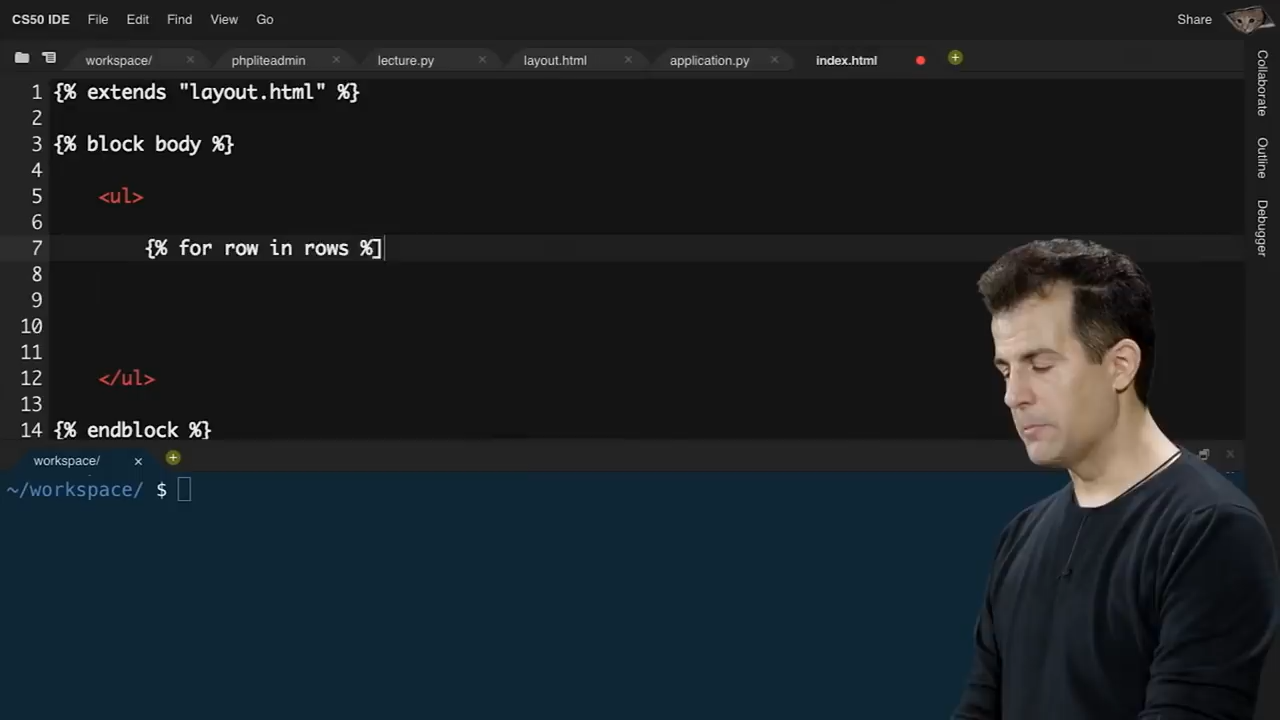 CS50 IDE File Edit Find View Go Share
workspace/ phpliteadmin lecture.py layout.html application.py index.html
1 {% extends "layout.html" %}
2
3 {% block body %}
4
5 <ul>
6
7 {% for row in rows %]
8
9
10
11
12 </ul>
13
14 {% endblock %}
Collaborate
Outline
Debugger
workspace/
~/workspace/ $